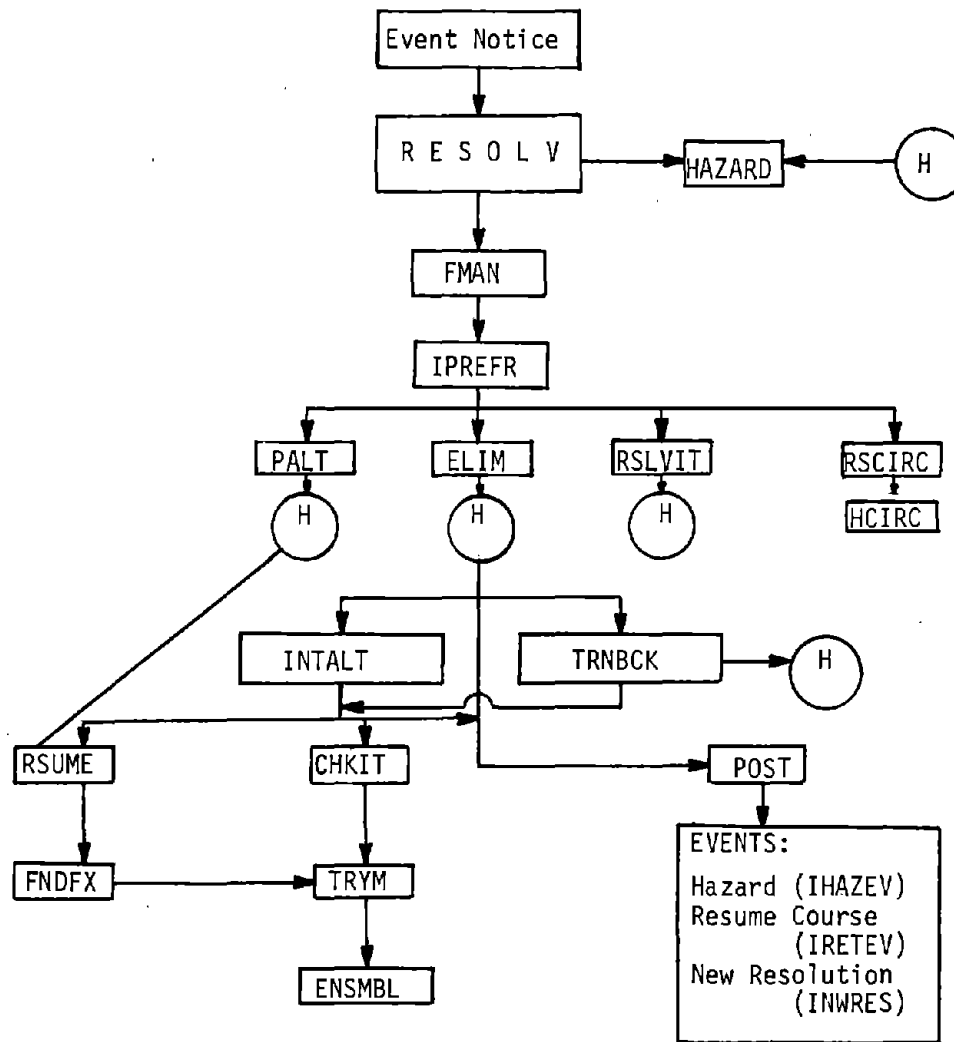 Event Notice
R E S O L V
HAZARD
H
FMAN
IPREFR
PALT
ELIM
RSLVIT
RSCIRC
H
H
H
HCIRC
INTALT
TRNBCK
H
RSUME
CHKIT
POST
FNDFX
TRYM
ENSMBL
EVENTS:
Hazard (IHAZEV)
Resume Course
(IRETEV)
New Resolution
(INWRES)